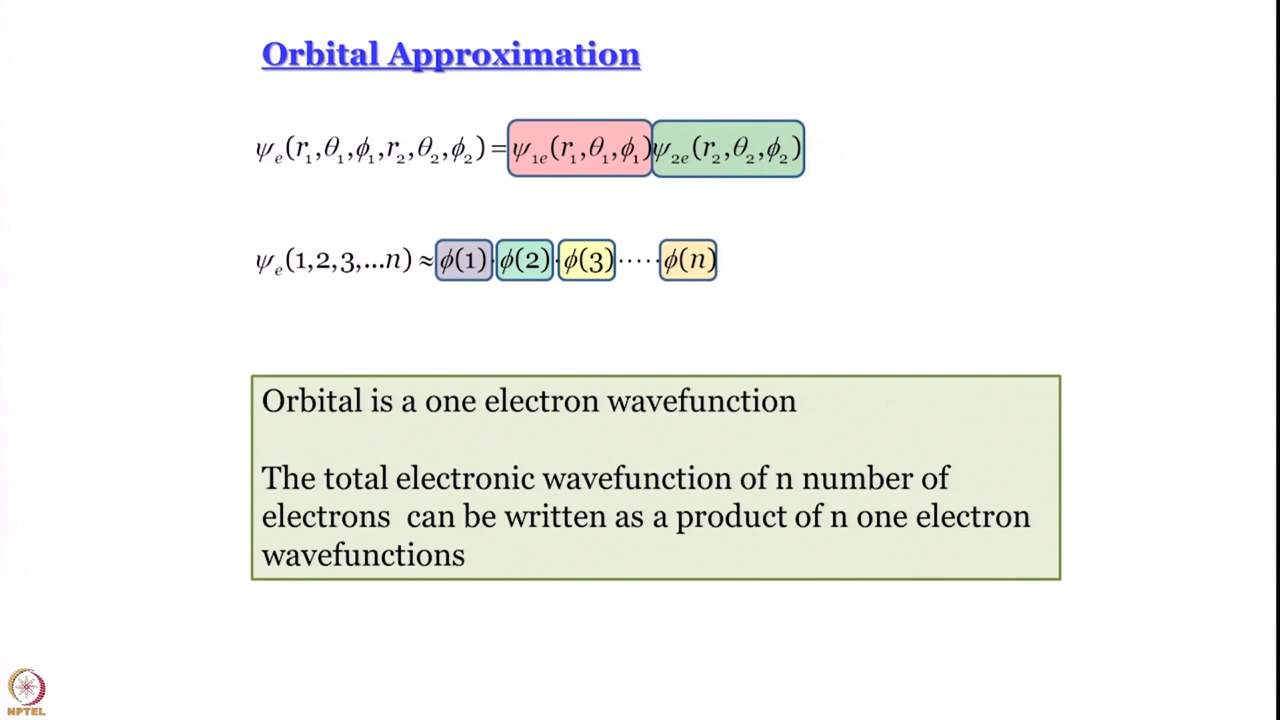 Orbital Approximation
ψₑ(r₁,θ₁,ϕ₁,r₂,θ₂,ϕ₂) = ψ₁ₑ(r₁,θ₁,ϕ₁)ψ₂ₑ(r₂,θ₂,ϕ₂)
ψₑ(1,2,3,...n) ≈ ϕ(1)·ϕ(2)·ϕ(3)·····ϕ(n)
Orbital is a one electron wavefunction
The total electronic wavefunction of n number of
electrons can be written as a product of n one electron
wavefunctions
NPTEL